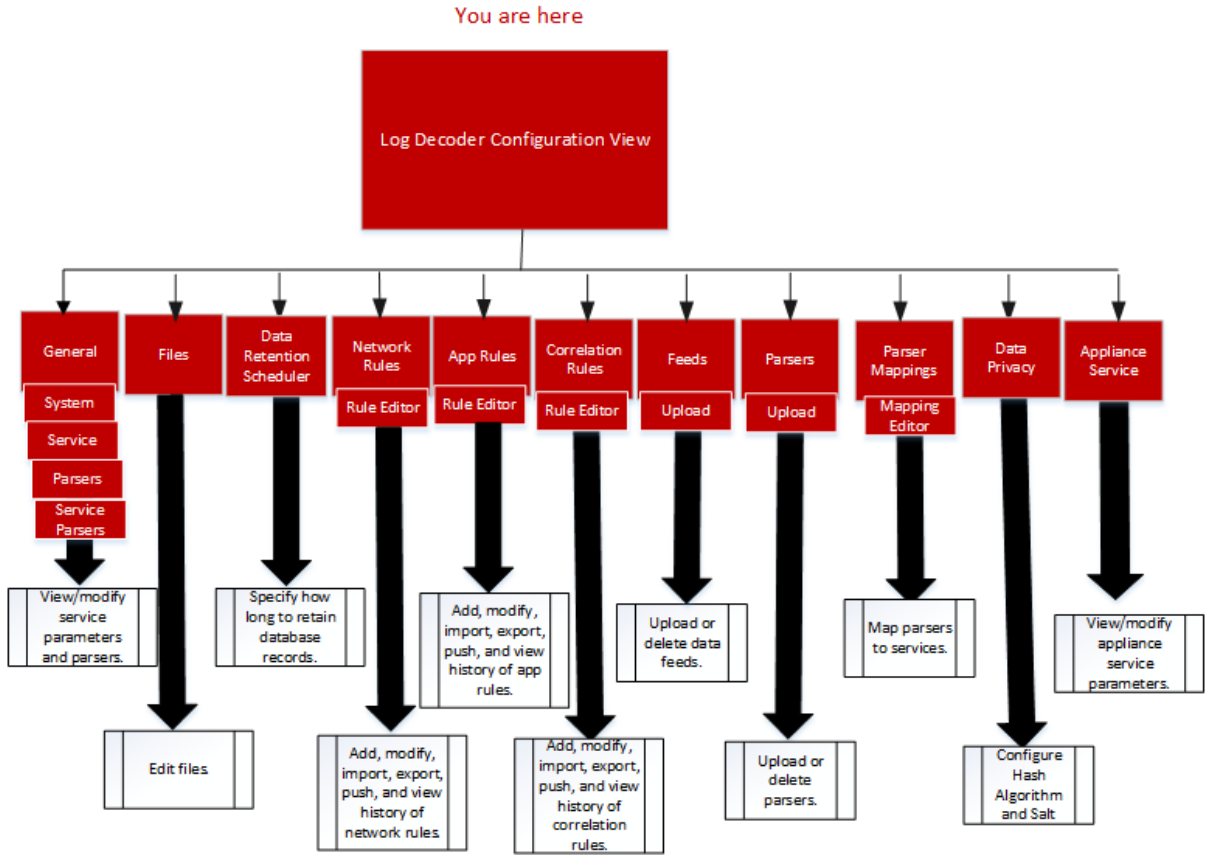 You are here
Log Decoder Configuration View
General
System
Service
Parsers
Service
Parsers
Files
Data
Retention
Scheduler
Network
Rules
Rule Editor
App Rules
Rule Editor
Correlation
Rules
Rule Editor
Feeds
Upload
Parsers
Upload
Parser
Mappings
Mapping
Editor
Data
Privacy
Appliance
Service
View/modify
service
parameters
and parsers.
Edit files.
Specify how
long to retain
database
records.
Add, modify,
import, export,
push, and view
history of
network rules.
Add, modify,
import, export,
push, and view
history of app
rules.
Add, modify,
import, export,
push, and view
history of
correlation
rules.
Upload or
delete data
feeds.
Upload or
delete
parsers.
Map parsers
to services.
Configure
Hash
Algorithm
and Salt
View/modify
appliance
service
parameters.